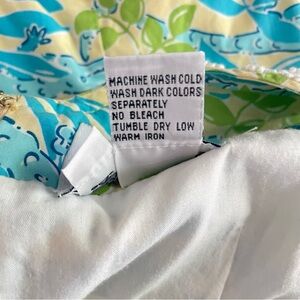 MACHINE WASH COLD
WASH DARK COLORS
SEPARATELY
NO BLEACH
TUMBLE DRY LOW
WARM IRON